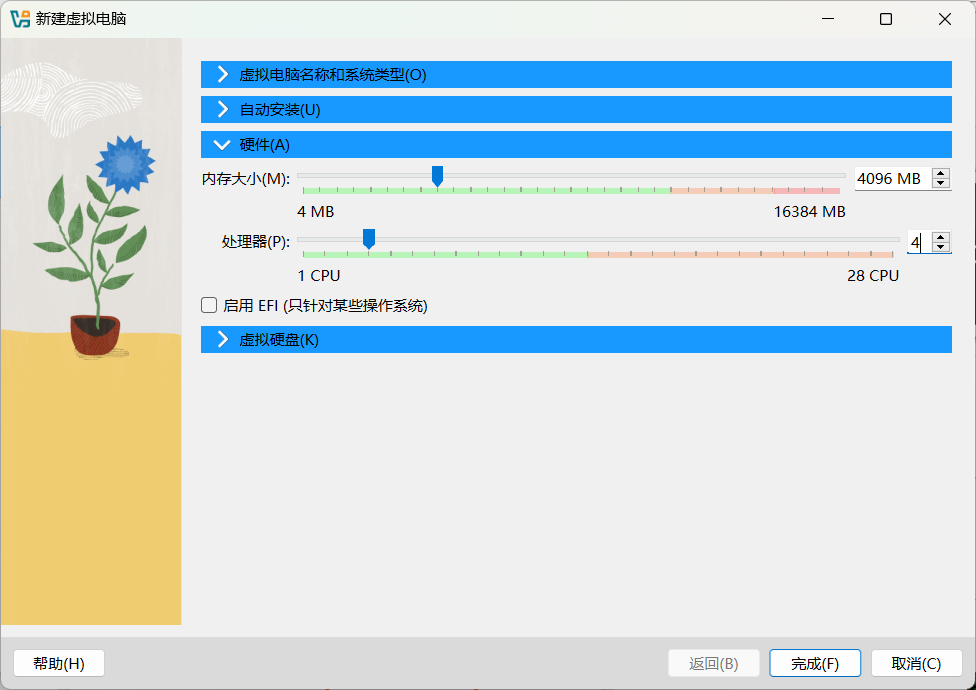 新建虚拟电脑
虚拟电脑名称和系统类型(O)
自动安装(U)
硬件(A)
内存大小(M): 4096 MB
4 MB 16384 MB
处理器(P): 4
1 CPU 28 CPU
启用 EFI (只针对某些操作系统)
虚拟硬盘(K)
帮助(H) 返回(B) 完成(F) 取消(C)